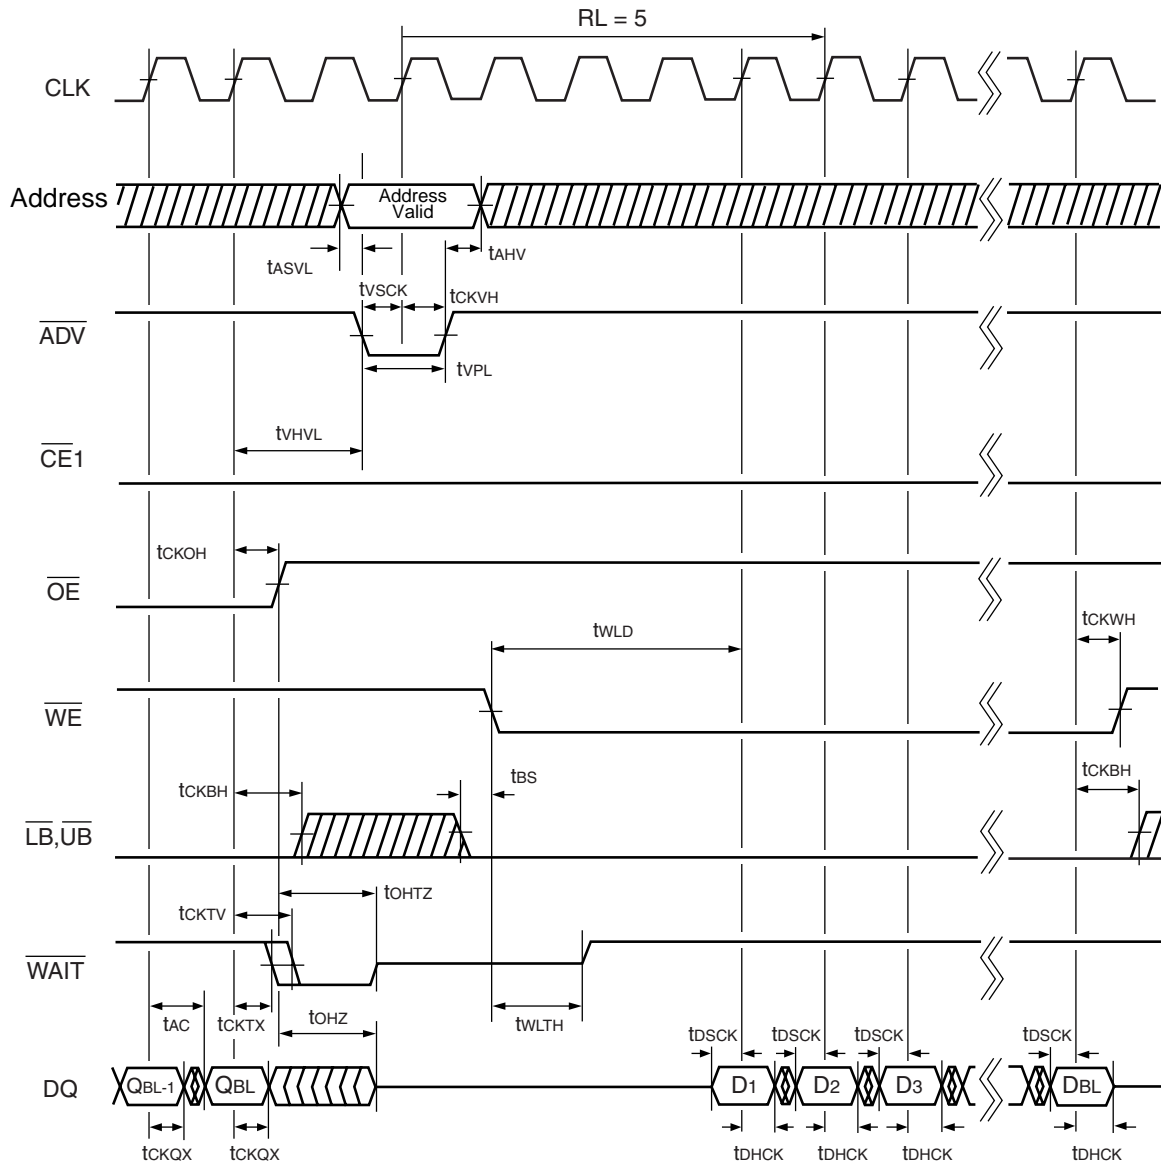 RL = 5
CLK
Address
Address
Valid
tASVL
tAHV
tVSCK
tCKVH
ADV
tVPL
tVHVL
CE1
tCKOH
OE
tWLD
tCKWH
WE
tBS
tCKBH
tCKBH
LB,UB
tOHTZ
tCKTV
WAIT
tAC
tCKTX
tOHZ
tWLTH
tDSCK
tDSCK
tDSCK
tDSCK
DQ
QBL-1
QBL
D1
D2
D3
DBL
tCKQX
tCKQX
tDHCK
tDHCK
tDHCK
tDHCK